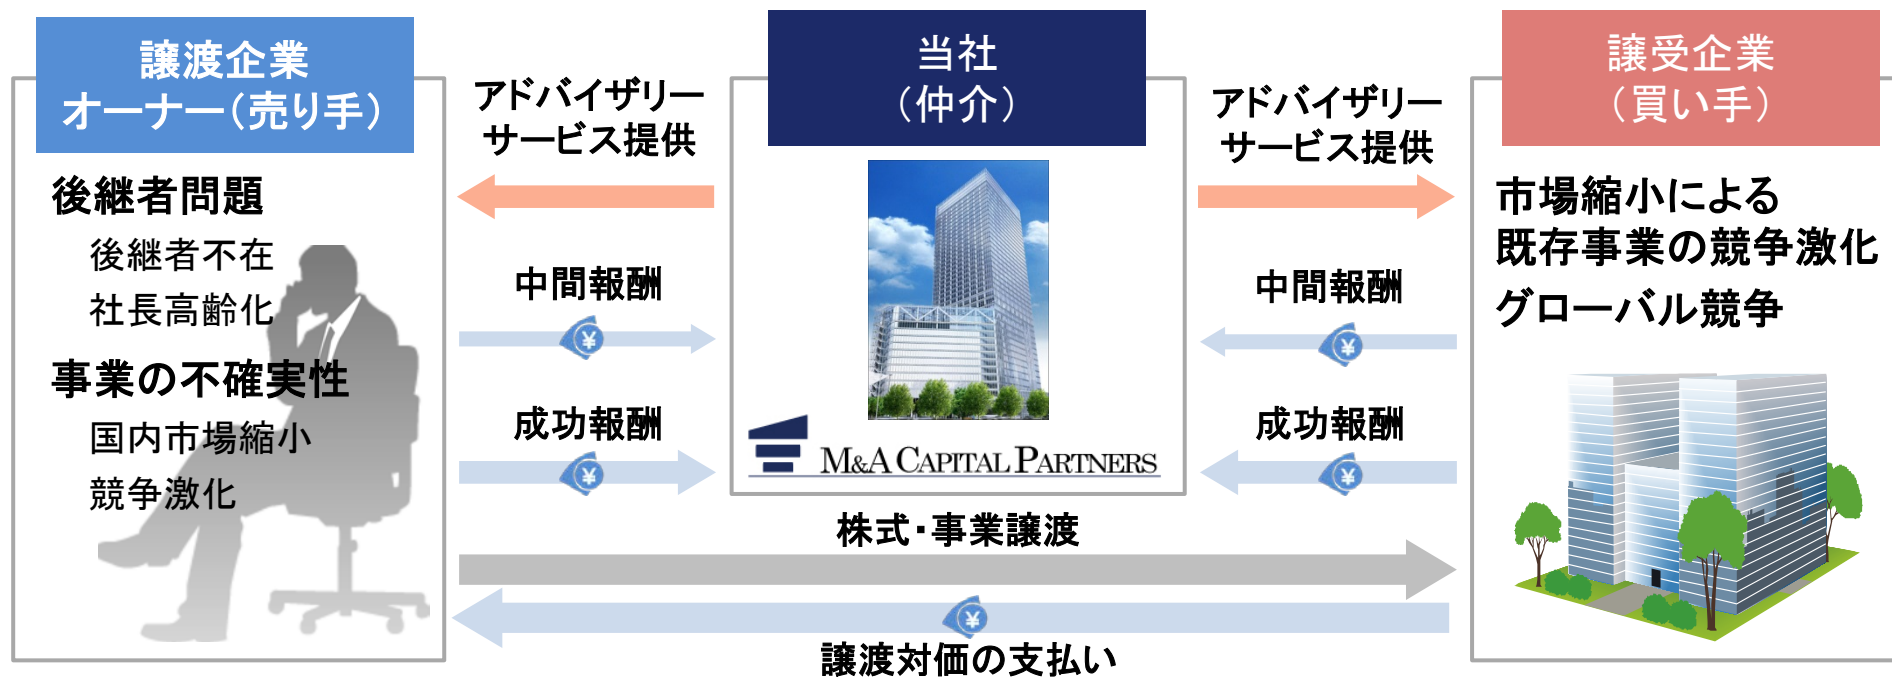 譲渡企業
オーナー（売り手）
後継者問題
後継者不在
社長高齢化
事業の不確実性
国内市場縮小
競争激化
アドバイザリー
サービス提供
中間報酬
¥
成功報酬
¥
当社
（仲介）
M&A CAPITAL PARTNERS
アドバイザリー
サービス提供
中間報酬
¥
成功報酬
¥
譲受企業
（買い手）
市場縮小による
既存事業の競争激化
グローバル競争
株式・事業譲渡
¥
譲渡対価の支払い